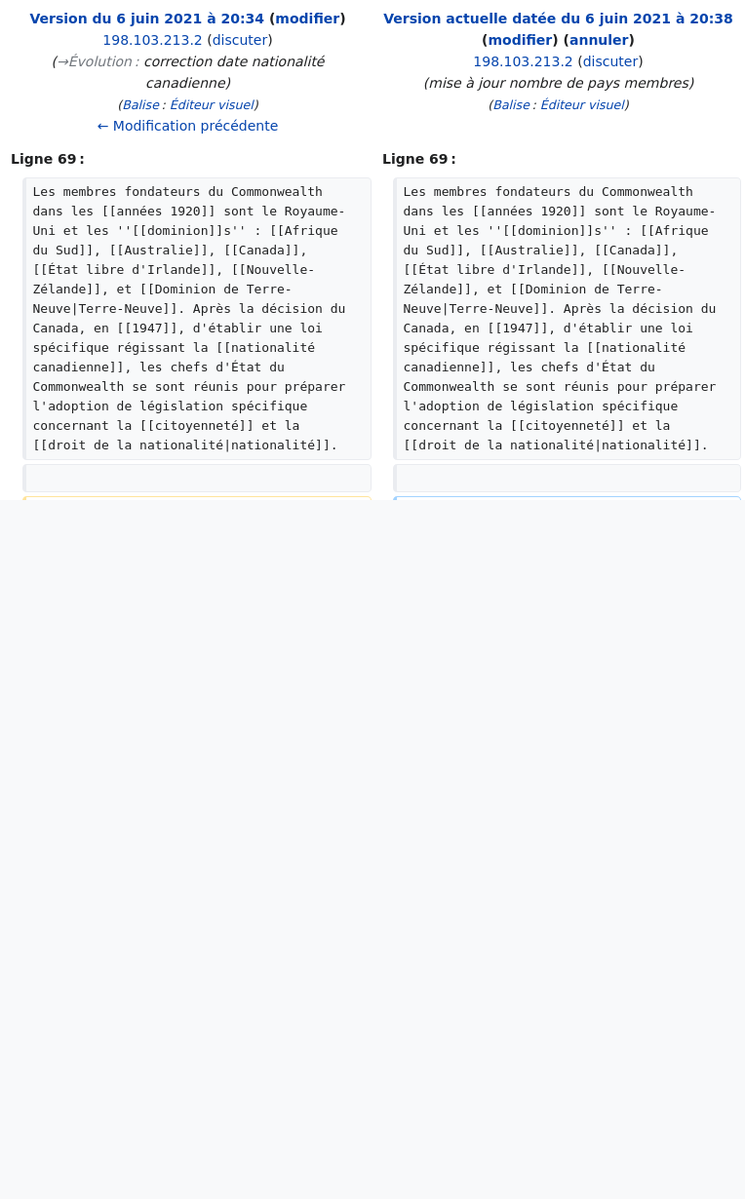 Version du 6 juin 2021 à 20:34 (modifier)
198.103.213.2 (discuter)
(→Évolution : correction date nationalité
canadienne)
(Balise : Éditeur visuel)
← Modification précédente
Version actuelle datée du 6 juin 2021 à 20:38
(modifier) (annuler)
198.103.213.2 (discuter)
(mise à jour nombre de pays membres)
(Balise : Éditeur visuel)
Ligne 69 :
Les membres fondateurs du Commonwealth
dans les [[années 1920]] sont le Royaume-
Uni et les ''[[dominion]]s'' : [[Afrique
du Sud]], [[Australie]], [[Canada]],
[[État libre d'Irlande]], [[Nouvelle-
Zélande]], et [[Dominion de Terre-
Neuve|Terre-Neuve]]. Après la décision du
Canada, en [[1947]], d'établir une loi
spécifique régissant la [[nationalité
canadienne]], les chefs d'État du
Commonwealth se sont réunis pour préparer
l'adoption de législation spécifique
concernant la [[citoyenneté]] et la
[[droit de la nationalité|nationalité]].
Ligne 69 :
Les membres fondateurs du Commonwealth
dans les [[années 1920]] sont le Royaume-
Uni et les ''[[dominion]]s'' : [[Afrique
du Sud]], [[Australie]], [[Canada]],
[[État libre d'Irlande]], [[Nouvelle-
Zélande]], et [[Dominion de Terre-
Neuve|Terre-Neuve]]. Après la décision du
Canada, en [[1947]], d'établir une loi
spécifique régissant la [[nationalité
canadienne]], les chefs d'État du
Commonwealth se sont réunis pour préparer
l'adoption de législation spécifique
concernant la [[citoyenneté]] et la
[[droit de la nationalité|nationalité]].